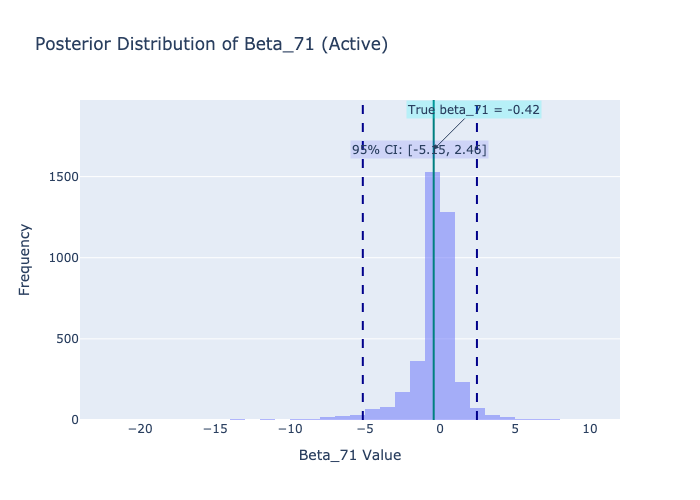 Posterior Distribution of Beta_71 (Active)
True beta_71 = -0.42
95% CI: [-5.15, 2.46]
1500
1000
500
0
Frequency
−20 −15 −10 −5 0 5 10
Beta_71 Value